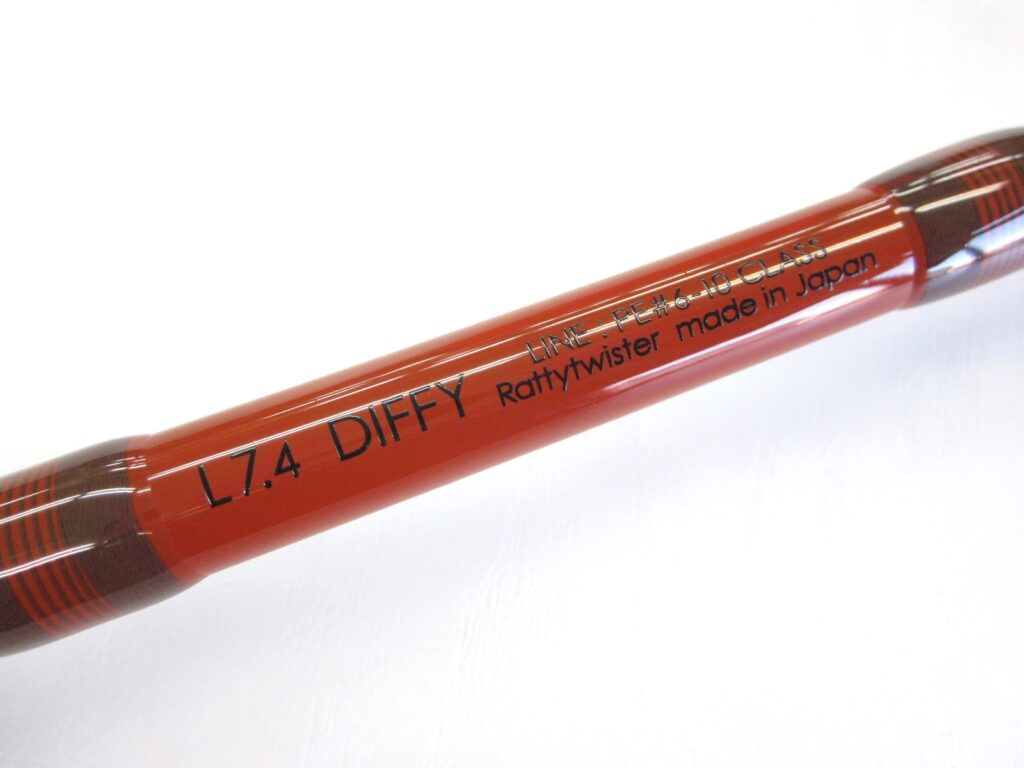 L7.4 DIFFY
LINE : PE#6-10 CLASS
Rattytwister made in Japan